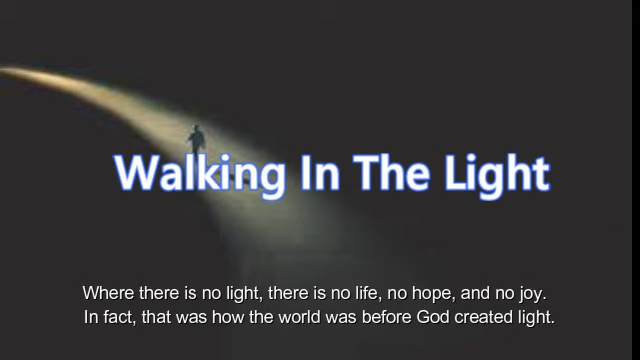 Walking In The Light
Where there is no light, there is no life, no hope, and no joy.
In fact, that was how the world was before God created light.